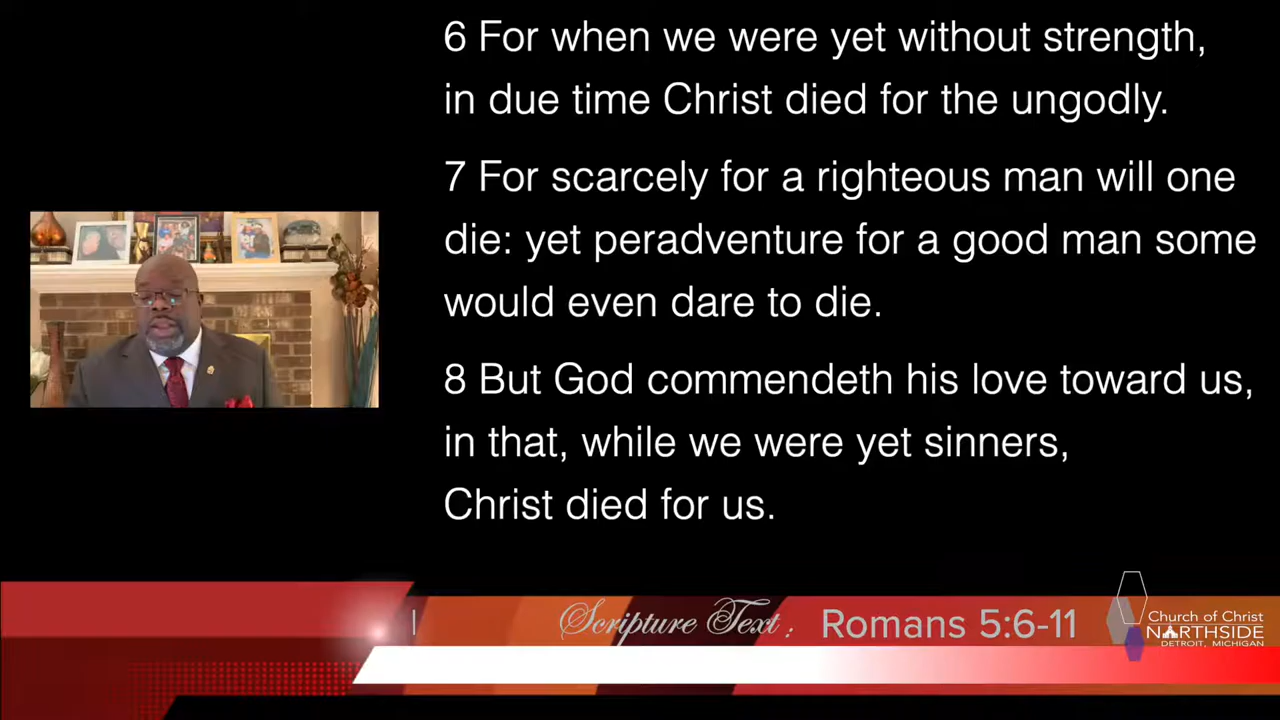 6 For when we were yet without strength,
in due time Christ died for the ungodly.
7 For scarcely for a righteous man will one
die: yet peradventure for a good man some
would even dare to die.
8 But God commendeth his love toward us,
in that, while we were yet sinners,
Christ died for us.
Scripture Text : Romans 5:6-11
Church of Christ
NORTHSIDE
DETROIT, MICHIGAN